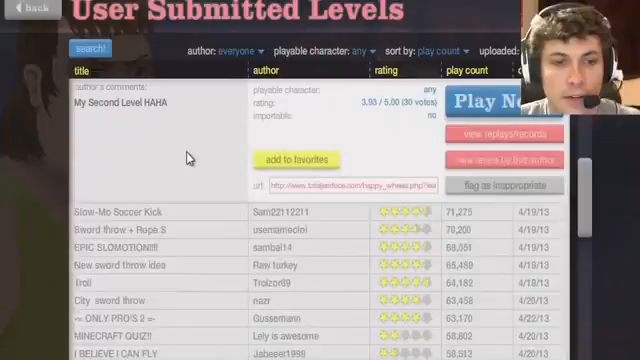 back
User Submitted Levels
search!
author: everyone playable character: any sort by: play count uploaded:
title author rating play count
author's comments:
My Second Level HAHA
playable character: any
rating: 3.93 / 5.00 (30 votes)
importable: no
Play
view replays/records
add to favorites
flag as inappropriate
url:
Slow-Mo Soccer Kick Sam22112211 71,275 4/19/13
Sword throw + Rope S usernamecloi 70,200 4/19/13
EPIC SLOMOTION!!!! sambal14 68,051 4/19/13
New sword throw idea Raw turkey 65,489 4/18/13
Troll Trolzor69 64,182 4/18/13
City sword throw nazr 63,458 4/20/13
<- ONLY PRO'S 2 -> Gussemann 63,170 4/22/13
MINECRAFT QUIZ!! Lely is awesome 58,802 4/20/13
I BELIEVE I CAN FLY Jabeeer1999 58,513 4/22/13